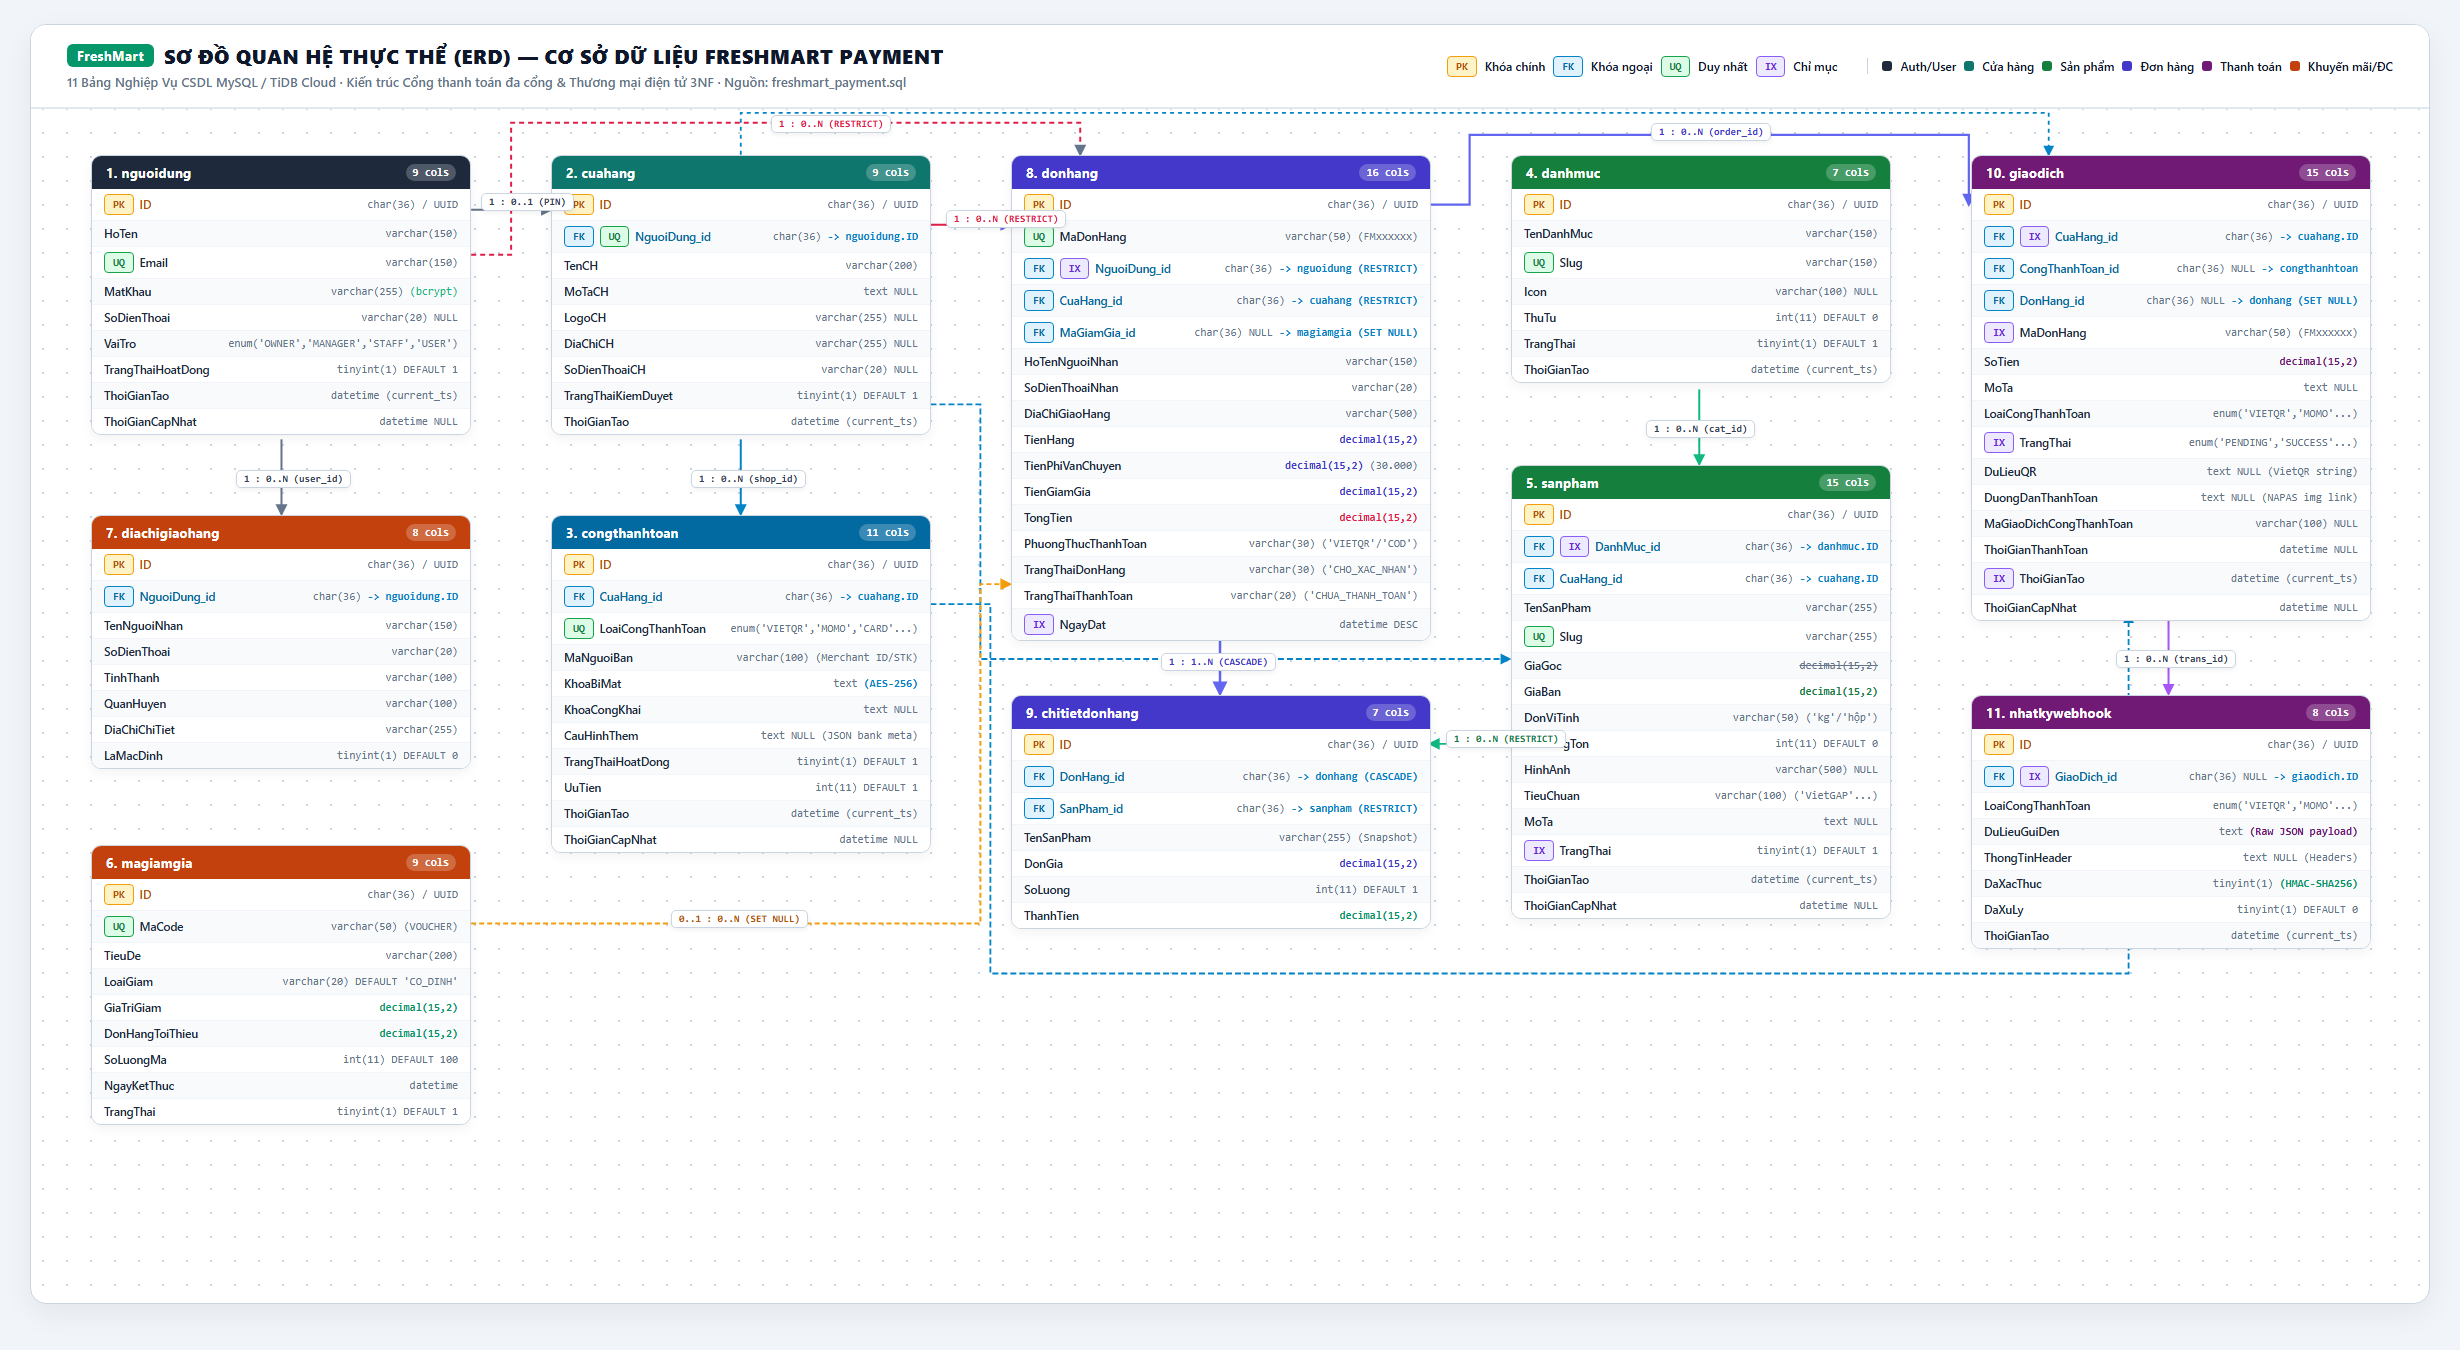 FreshMart SƠ ĐỒ QUAN HỆ THỰC THỂ (ERD) — CƠ SỞ DỮ LIỆU FRESHMART PAYMENT
11 Bảng Nghiệp Vụ CSDL MySQL / TiDB Cloud · Kiến trúc Cổng thanh toán đa cổng & Thương mại điện tử 3NF · Nguồn: freshmart_payment.sql
PK Khóa chính FK Khóa ngoại UQ Duy nhất IX Chỉ mục Auth/User Cửa hàng Sản phẩm Đơn hàng Thanh toán Khuyến mãi/ĐC
1 : 0..N (RESTRICT)
1 : 0..N (order_id)
1 : 0..1 (PIN)
1 : 0..N (RESTRICT)
1. nguoidung 9 cols
PK ID char(36) / UUID
HoTen varchar(150)
UQ Email varchar(150)
MatKhau varchar(255) (bcrypt)
SoDienThoai varchar(20) NULL
VaiTro enum('OWNER','MANAGER','STAFF','USER')
TrangThaiHoatDong tinyint(1) DEFAULT 1
ThoiGianTao datetime (current_ts)
ThoiGianCapNhat datetime NULL
1 : 0..N (user_id)
2. cuahang 9 cols
PK ID char(36) / UUID
FK UQ NguoiDung_id char(36) -> nguoidung.ID
TenCH varchar(200)
MoTaCH text NULL
LogoCH varchar(255) NULL
DiaChiCH varchar(255) NULL
SoDienThoaiCH varchar(20) NULL
TrangThaiKiemDuyet tinyint(1) DEFAULT 1
ThoiGianTao datetime (current_ts)
1 : 0..N (shop_id)
8. donhang 16 cols
PK ID char(36) / UUID
UQ MaDonHang varchar(50) (FMxxxxxx)
FK IX NguoiDung_id char(36) -> nguoidung (RESTRICT)
FK CuaHang_id char(36) -> cuahang (RESTRICT)
FK MaGiamGia_id char(36) NULL -> magiamgia (SET NULL)
HoTenNguoiNhan varchar(150)
SoDienThoaiNhan varchar(20)
DiaChiGiaoHang varchar(500)
TienHang decimal(15,2)
TienPhiVanChuyen decimal(15,2) (30.000)
TienGiamGia decimal(15,2)
TongTien decimal(15,2)
PhuongThucThanhToan varchar(30) ('VIETQR'/'COD')
TrangThaiDonHang varchar(30) ('CHO_XAC_NHAN')
TrangThaiThanhToan varchar(20) ('CHUA_THANH_TOAN')
IX NgayDat datetime DESC
1 : 1..N (CASCADE)
4. danhmuc 7 cols
PK ID char(36) / UUID
TenDanhMuc varchar(150)
UQ Slug varchar(150)
Icon varchar(100) NULL
ThuTu int(11) DEFAULT 0
TrangThai tinyint(1) DEFAULT 1
ThoiGianTao datetime (current_ts)
1 : 0..N (cat_id)
10. giaodich 15 cols
PK ID char(36) / UUID
FK IX CuaHang_id char(36) -> cuahang.ID
FK CongThanhToan_id char(36) NULL -> congthanhtoan
FK DonHang_id char(36) NULL -> donhang (SET NULL)
IX MaDonHang varchar(50) (FMxxxxxx)
SoTien decimal(15,2)
MoTa text NULL
LoaiCongThanhToan enum('VIETQR','MOMO'...)
IX TrangThai enum('PENDING','SUCCESS'...)
DuLieuQR text NULL (VietQR string)
DuongDanThanhToan text NULL (NAPAS img link)
MaGiaoDichCongThanhToan varchar(100) NULL
ThoiGianThanhToan datetime NULL
IX ThoiGianTao datetime (current_ts)
ThoiGianCapNhat datetime NULL
1 : 0..N (trans_id)
7. diachigiaohang 8 cols
PK ID char(36) / UUID
FK NguoiDung_id char(36) -> nguoidung.ID
TenNguoiNhan varchar(150)
SoDienThoai varchar(20)
TinhThanh varchar(100)
QuanHuyen varchar(100)
DiaChiChiTiet varchar(255)
LaMacDinh tinyint(1) DEFAULT 0
3. congthanhtoan 11 cols
PK ID char(36) / UUID
FK CuaHang_id char(36) -> cuahang.ID
UQ LoaiCongThanhToan enum('VIETQR','MOMO','CARD'...)
MaNguoiBan varchar(100) (Merchant ID/STK)
KhoaBiMat text (AES-256)
KhoaCongKhai text NULL
CauHinhThem text NULL (JSON bank meta)
TrangThaiHoatDong tinyint(1) DEFAULT 1
UuTien int(11) DEFAULT 1
ThoiGianTao datetime (current_ts)
ThoiGianCapNhat datetime NULL
5. sanpham 15 cols
PK ID char(36) / UUID
FK IX DanhMuc_id char(36) -> danhmuc.ID
FK CuaHang_id char(36) -> cuahang.ID
TenSanPham varchar(255)
UQ Slug varchar(255)
GiaGoc decimal(15,2)
GiaBan decimal(15,2)
DonViTinh varchar(50) ('kg'/'hộp')
gTon int(11) DEFAULT 0
HinhAnh varchar(500) NULL
TieuChuan varchar(100) ('VietGAP'...)
MoTa text NULL
IX TrangThai tinyint(1) DEFAULT 1
ThoiGianTao datetime (current_ts)
ThoiGianCapNhat datetime NULL
1 : 0..N (RESTRICT)
9. chitietdonhang 7 cols
PK ID char(36) / UUID
FK DonHang_id char(36) -> donhang (CASCADE)
FK SanPham_id char(36) -> sanpham (RESTRICT)
TenSanPham varchar(255) (Snapshot)
DonGia decimal(15,2)
SoLuong int(11) DEFAULT 1
ThanhTien decimal(15,2)
11. nhatkywebhook 8 cols
PK ID char(36) / UUID
FK IX GiaoDich_id char(36) NULL -> giaodich.ID
LoaiCongThanhToan enum('VIETQR','MOMO'...)
DuLieuGuiDen text (Raw JSON payload)
ThongTinHeader text NULL (Headers)
DaXacThuc tinyint(1) (HMAC-SHA256)
DaXuLy tinyint(1) DEFAULT 0
ThoiGianTao datetime (current_ts)
6. magiamgia 9 cols
PK ID char(36) / UUID
UQ MaCode varchar(50) (VOUCHER)
TieuDe varchar(200)
LoaiGiam varchar(20) DEFAULT 'CO_DINH'
GiaTriGiam decimal(15,2)
DonHangToiThieu decimal(15,2)
SoLuongMa int(11) DEFAULT 100
NgayKetThuc datetime
TrangThai tinyint(1) DEFAULT 1
0..1 : 0..N (SET NULL)